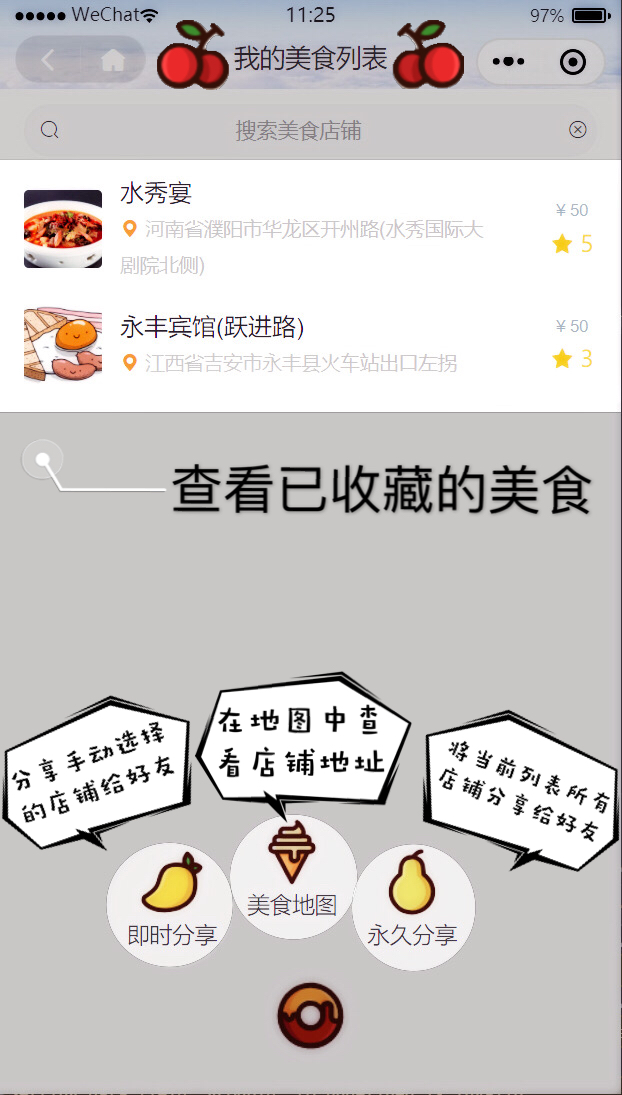 WeChat 11:25 97%
我的美食列表
搜索美食店铺
水秀宴
¥50
河南省濮阳市华龙区开州路(水秀国际大
剧院北侧)
5
永丰宾馆(跃进路)
¥50
江西省吉安市永丰县火车站出口左拐
3
查看已收藏的美食
分享手动选择
的店铺给好友
在地图中查
看店铺地址
将当前列表所有
店铺分享给好友
即时分享
美食地图
永久分享